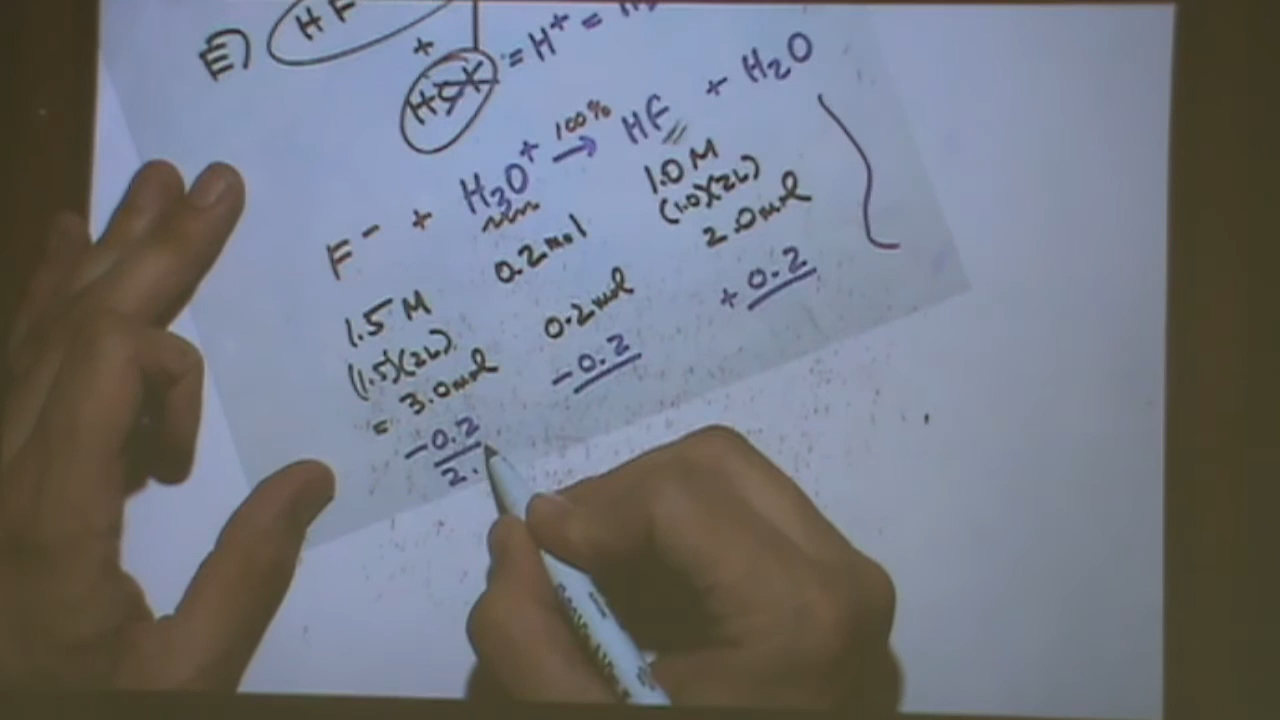 E) HF
+
= H⁺ = H
F⁻ + H₃O⁺ 100% → HF + H₂O
1.5 M 0.2 mol 1.0 M
(1.5)(2L) 0.2 mol (1.0)(2L)
= 3.0 mol - 0.2 2.0 mol
- 0.2 + 0.2
2.